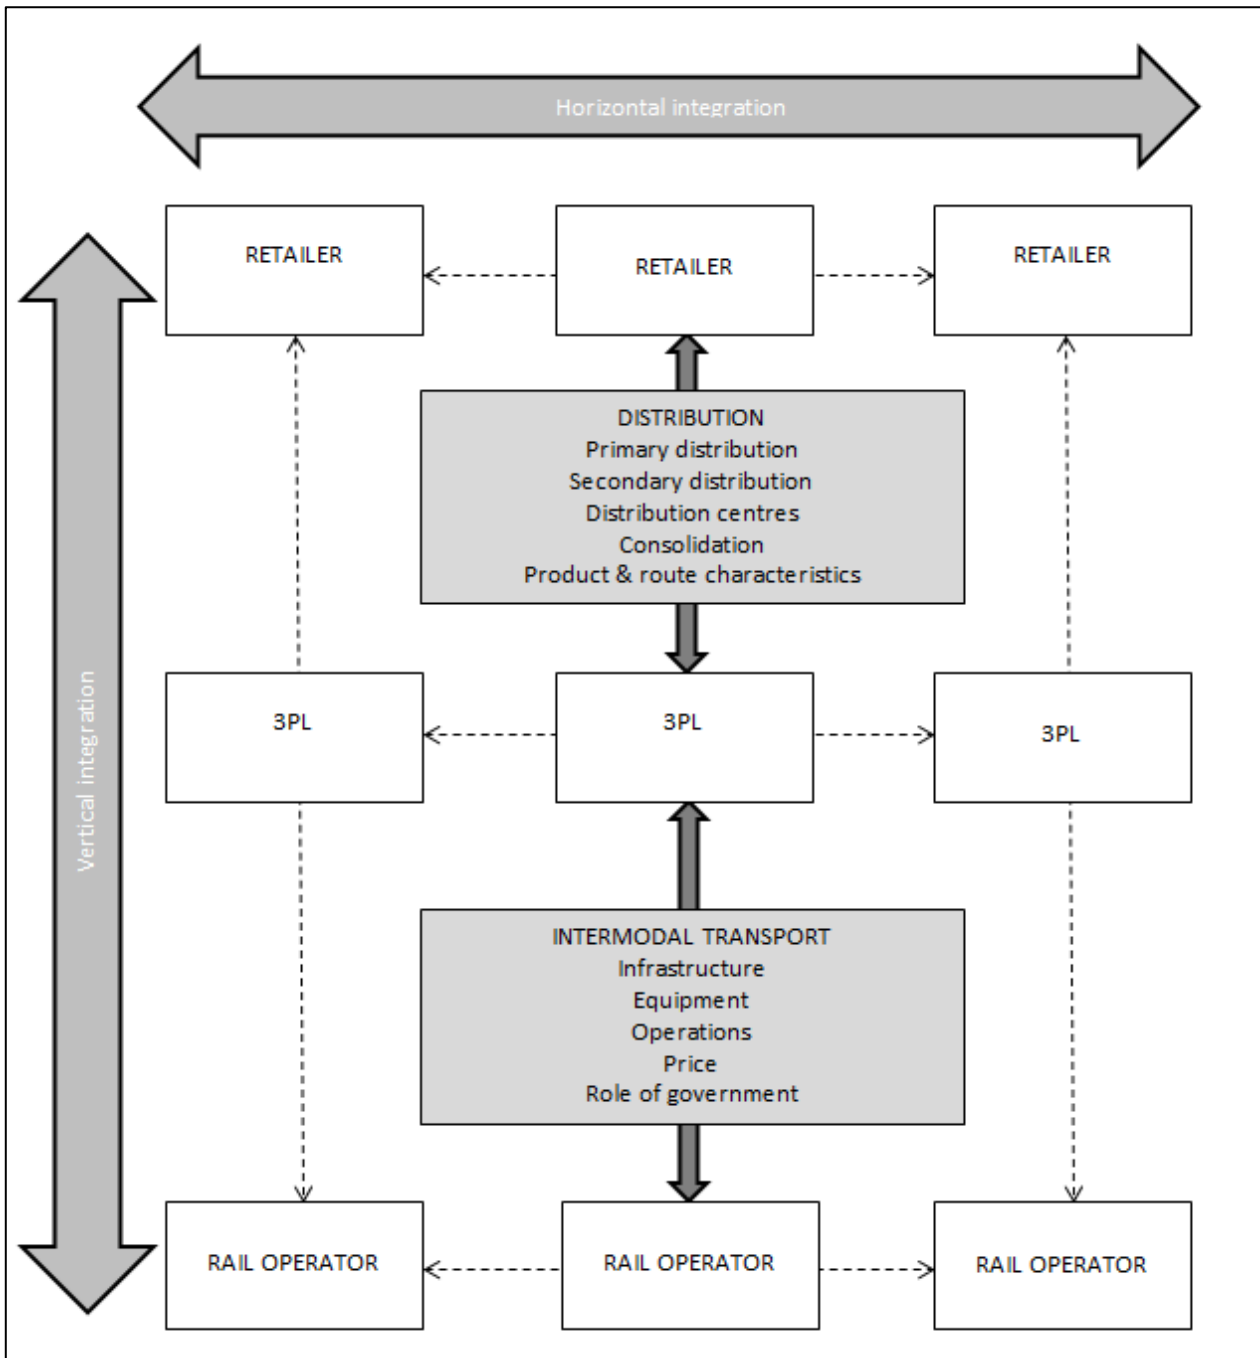 Horizontal integration
RETAILER
RETAILER
RETAILER
DISTRIBUTION
Primary distribution
Secondary distribution
Distribution centres
Consolidation
Product & route characteristics
Vertical integration
3PL
3PL
3PL
INTERMODAL TRANSPORT
Infrastructure
Equipment
Operations
Price
Role of government
RAIL OPERATOR
RAIL OPERATOR
RAIL OPERATOR